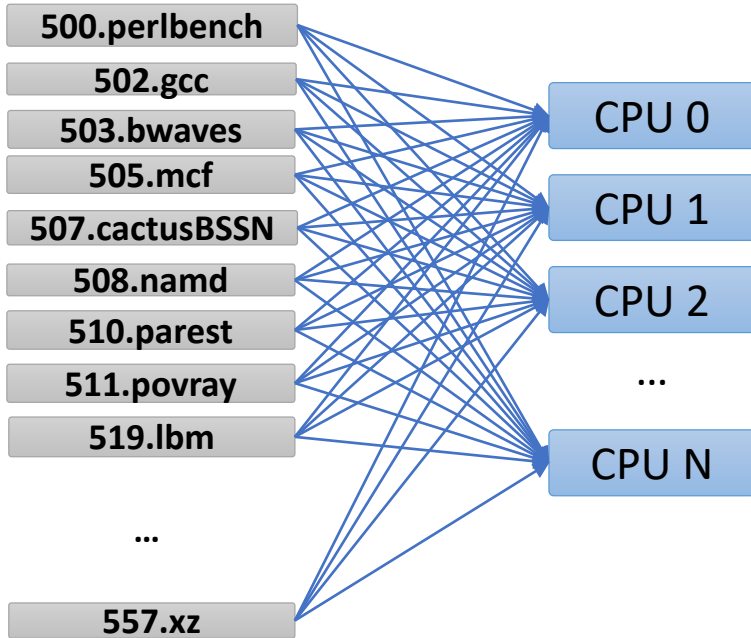 500.perlbench
502.gcc
503.bwaves
505.mcf
507.cactusBSSN
508.namd
510.parest
511.povray
519.lbm
...
557.xz
CPU 0
CPU 1
CPU 2
...
CPU N